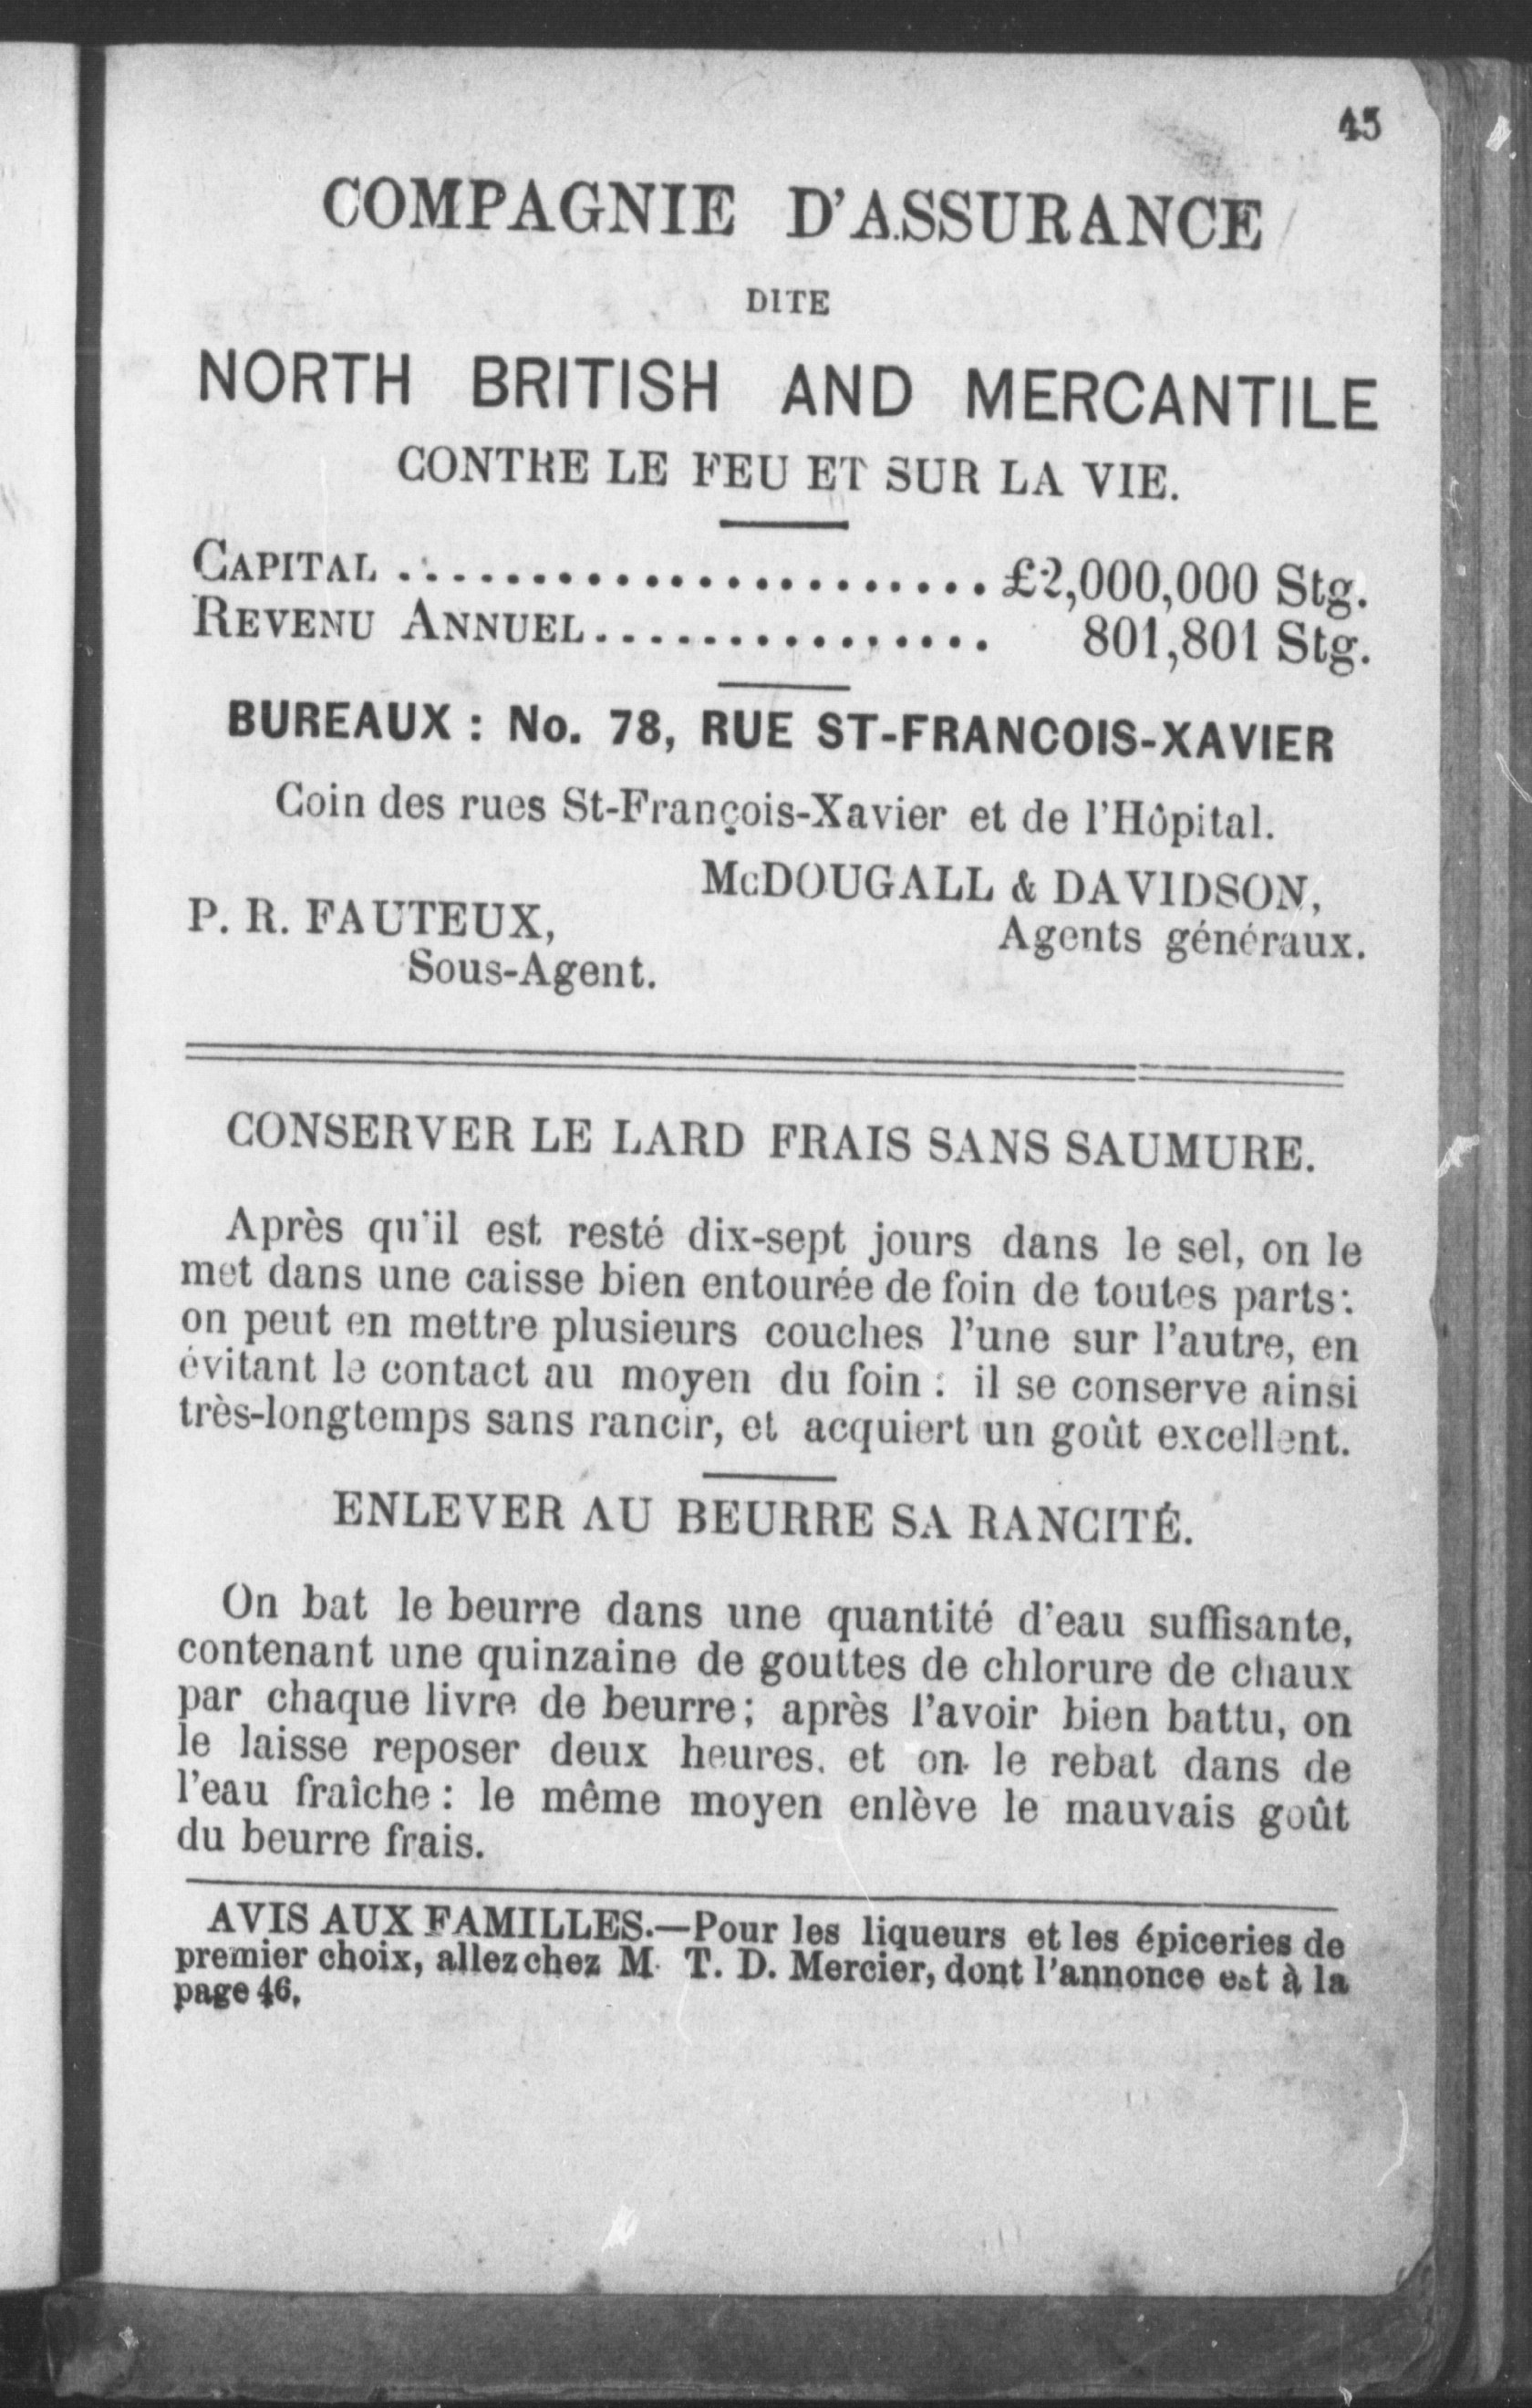 45
COMPAGNIE D'ASSURANCE
DITE
NORTH BRITISH AND MERCANTILE
CONTRE LE FEU ET SUR LA VIE.
CAPITAL ........................ £2,000,000 Stg.
REVENU ANNUEL................ 801,801 Stg.
BUREAUX : No. 78, RUE ST-FRANCOIS-XAVIER
Coin des rues St-François-Xavier et de l'Hôpital.
McDOUGALL & DAVIDSON,
Agents généraux.
P. R. FAUTEUX,
Sous-Agent.
CONSERVER LE LARD FRAIS SANS SAUMURE.
Après qu'il est resté dix-sept jours dans le sel, on le
met dans une caisse bien entourée de foin de toutes parts:
on peut en mettre plusieurs couches l'une sur l'autre, en
évitant le contact au moyen du foin : il se conserve ainsi
très-longtemps sans rancir, et acquiert un goût excellent.
ENLEVER AU BEURRE SA RANCITÉ.
On bat le beurre dans une quantité d'eau suffisante,
contenant une quinzaine de gouttes de chlorure de chaux
par chaque livre de beurre; après l'avoir bien battu, on
le laisse reposer deux heures, et on le rebat dans de
l'eau fraîche : le même moyen enlève le mauvais goût
du beurre frais.
AVIS AUX FAMILLES.—Pour les liqueurs et les épiceries de
premier choix, allez chez M. T. D. Mercier, dont l'annonce est à la
page 46.